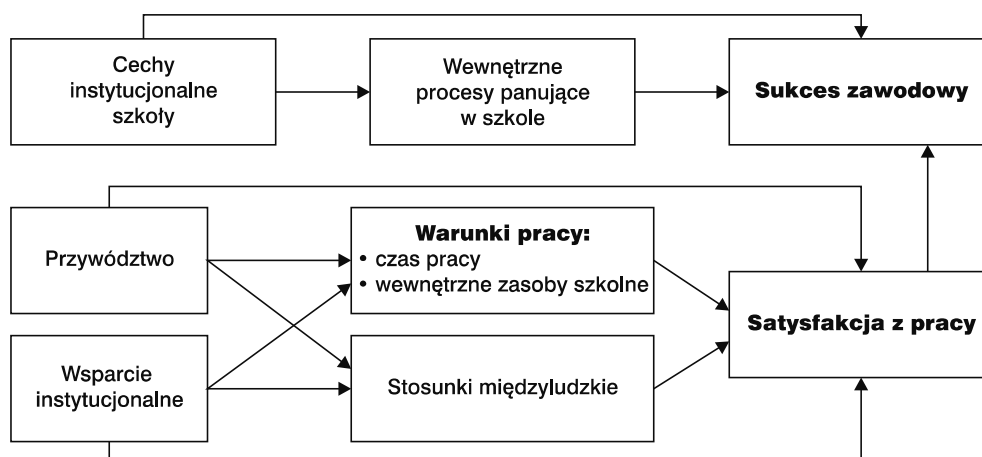 Cechy
instytucjonalne
szkoły
Wewnętrzne
procesy panujące
w szkole
Sukces zawodowy
Przywództwo
Warunki pracy:
• czas pracy
• wewnętrzne zasoby szkolne
Satysfakcja z pracy
Wsparcie
instytucjonalne
Stosunki międzyludzkie